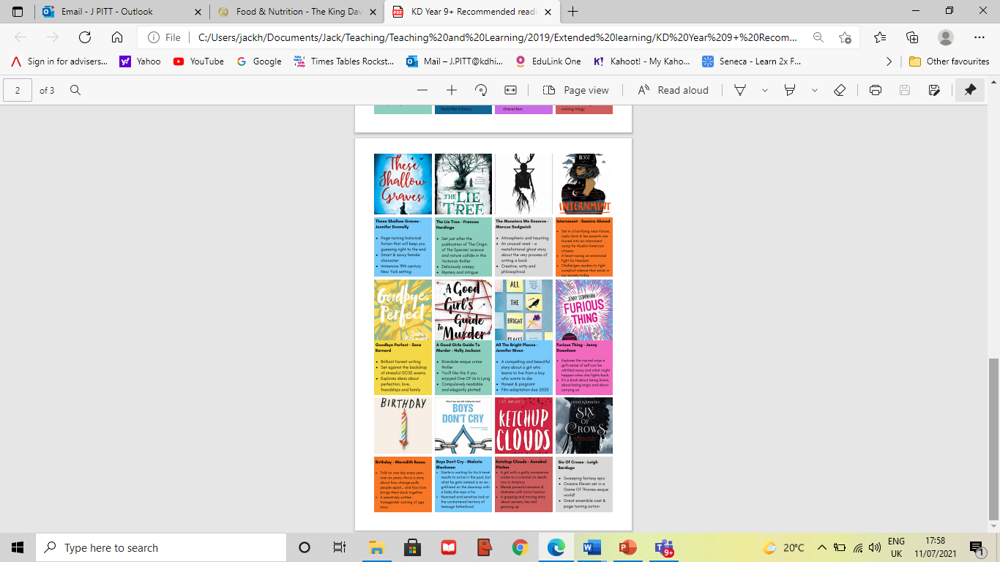 Email - J PITT - Outlook
Food & Nutrition - The King Dav
KD Year 9+ Recommended readi
File
C:/Users/jackh/Documents/Jack/Teaching/Teaching%20and%20Learning/2019/Extended%20learning/KD%20Year%209+%20Recom...
Sign in for advisers...
Yahoo
YouTube
Google
Times Tables Rockst...
Mail – J.PITT@kdhi...
EduLink One
Kahoot! - My Kaho...
Seneca - Learn 2x F...
Other favourites
2
of 3
Page view
Read aloud
World War II history
characters
winning trilogy
These
Shallow
Graves
THE LIE
TREE
RESIST
INTERNMENT
These Shallow Graves -
Jennifer Donnelly
Page turning historical
fiction that will keep you
guessing right to the end
Smart & savvy female
character
Immersive 19th century
New York setting
The Lie Tree - Frances
Hardinge
Set just after the
publication of 'The Origin
of The Species' science
and nature collide in this
Victorian thriller
Deliciously creepy
Mystery and intrigue
The Monsters We Deserve -
Marcus Sedgwick
Atmospheric and haunting
An unusual read - a
metafictional ghost story
about the very process of
writing a book
Creative, witty and
philosophical
Internment - Samira Ahmed
Set in a horrifying near-future,
Layla Amin & her parents are
forced into an internment
camp for Muslim American
citizens
A heart racing an emotional
fight for freedom
Challenges readers to fight
complicit silence that exists in
our society today
Goodbye,
Perfect
Sara
Barnard
A Good
Girl's
Guide
to Murder
ALL
THE
BRIGHT
PLACES
JENNY DOWNHAM
FURIOUS
THING
Goodbye Perfect - Sara
Barnard
Brilliant honest writing
Set against the backdrop
of stressful GCSE exams
Explores ideas about
perfection, love,
friendships and family
A Good Girls Guide To
Murder - Holly Jackson
Riverdale-esque crime
thriller
You'll like this if you
enjoyed One Of Us Is Lying
Compulsively readable
and elegantly plotted
All The Bright Places -
Jennifer Niven
A compelling and beautiful
story about a girl who
learns to live from a boy
who wants to die
Honest & poignant
Film adaptation due 2020
Furious Thing - Jenny
Downham
Explores the myriad ways a
girl's sense of self can be
whittled away and what might
happen when she fights back
It's a book about being brave,
about being angry and about
carrying on
BIRTHDAY
What if you were left holding the baby?
BOYS
DON'T CRY
I GOT AWAY WITH IT
KETCHUP
CLOUDS
LEIGH BARDUGO
SIX
OF
CROWS
Birthday - Meredith Russo
Told on one day every year,
over six years, this is a story
about how change pulls
people apart... and how love
brings them back together
A sensitively written
transgender coming of age
story
Boys Don't Cry - Malorie
Blackman
Dante is waiting for his A-level
results to arrive in the post, but
what he gets instead is an ex-
girlfriend on the doorstep with
a baby she says is his
Nuanced and sensitive look at
the unchartered territory of
teenage fatherhood
Ketchup Clouds - Annabel
Pitcher
A girl with a guilty conscience
writes to a criminal on death
row in America
Blends powerful emotion &
darkness with ironic humour
A gripping and moving story
about secrets, lies and
growing up
Six Of Crows - Leigh
Bardugo
Sweeping fantasy epic
Oceans Eleven set in a
Game Of Thrones-esque
world!
Great ensemble cast &
page turning action
Type here to search
9+
20°C
ENG
UK
17:58
11/07/2021
1